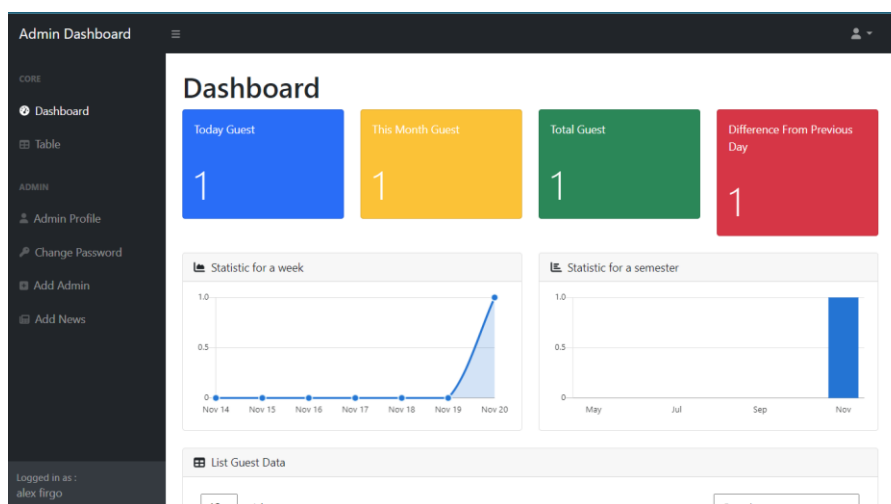 Admin Dashboard
CORE
Dashboard
Table
ADMIN
Admin Profile
Change Password
Add Admin
Add News
Logged in as :
alex firgo
Dashboard
Today Guest
1
This Month Guest
1
Total Guest
1
Difference From Previous
Day
1
Statistic for a week
1.0
0.5
0
Nov 14 Nov 15 Nov 16 Nov 17 Nov 18 Nov 19 Nov 20
Statistic for a semester
1.0
0.5
0
May Jul Sep Nov
List Guest Data